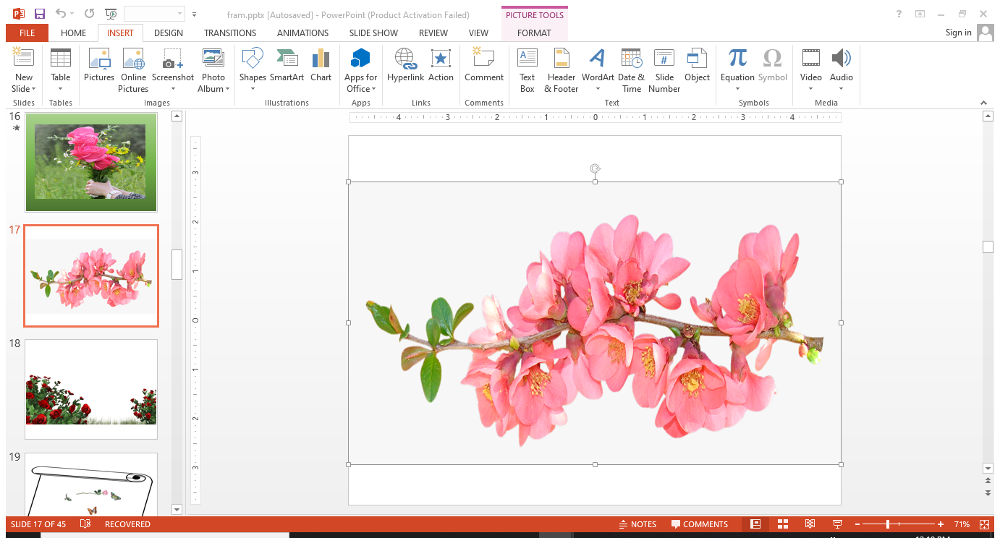 fram.pptx [Autosaved] - PowerPoint (Product Activation Failed)
PICTURE TOOLS
?
FILE HOME INSERT DESIGN TRANSITIONS ANIMATIONS SLIDE SHOW REVIEW VIEW FORMAT Sign in
New Slide
Table
Pictures
Online Pictures
Screenshot
Photo Album
Shapes
SmartArt
Chart
Apps for Office
Hyperlink
Action
Comment
Text Box
Header & Footer
WordArt
Date & Time
Slide Number
Object
Equation
Symbol
Video
Audio
Slides Tables Images Illustrations Apps Links Comments Text Symbols Media
16
4 3 2 1 0 1 2 3 4
3
2
1
0
1
2
3
17
18
19
SLIDE 17 OF 45 RECOVERED NOTES COMMENTS 71%